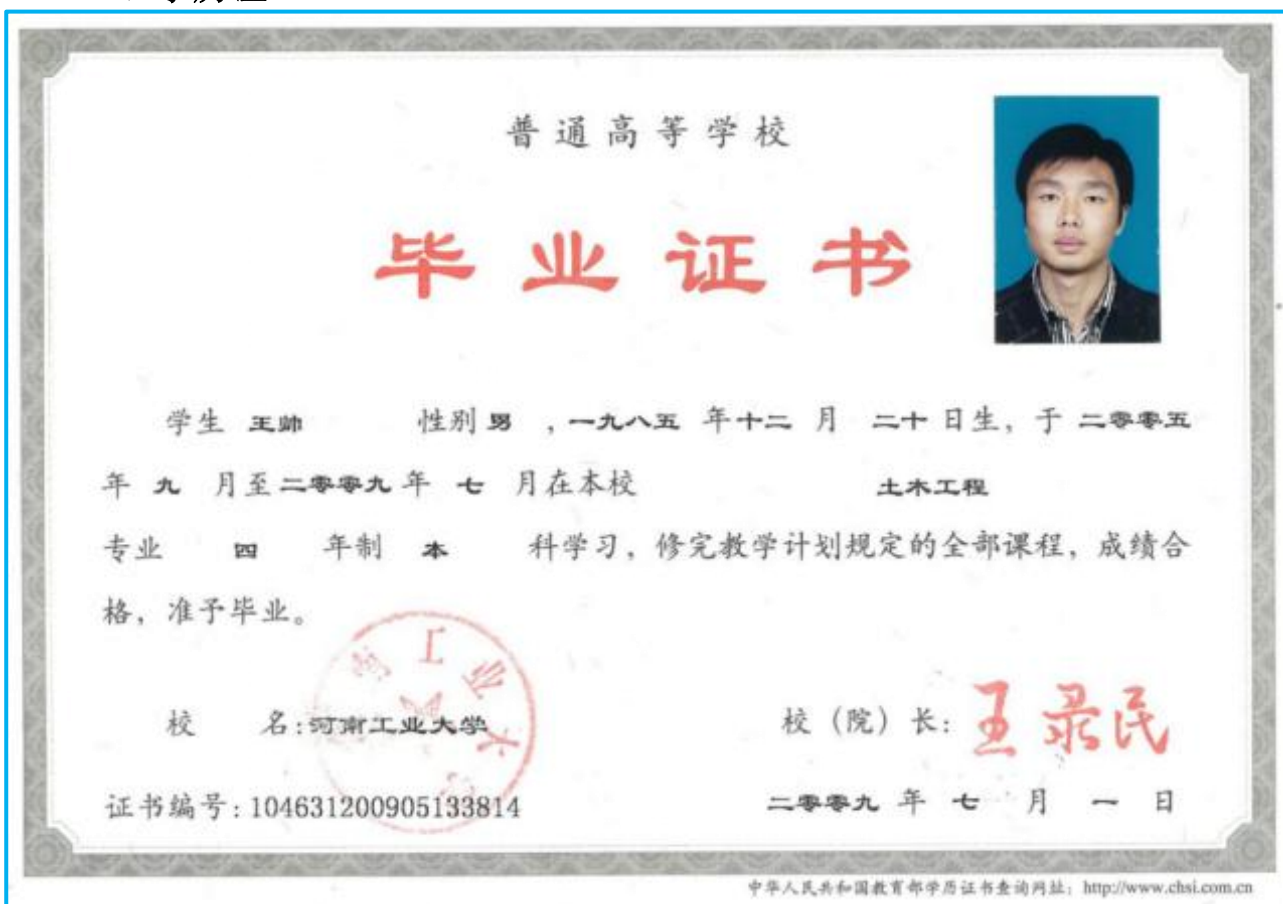 普通高等学校
毕业证书
学生 王帅 性别 男 , 一九八五 年 十二 月 二十 日生, 于 二零零五
年 九 月至 二零零九 年 七 月在本校 土木工程
专业 四 年制 本 科学习, 修完教学计划规定的全部课程, 成绩合
格, 准予毕业。
校 名: 河南工业大学
校 (院) 长: 王录民
证书编号: 104631200905133814
二零零九 年 七 月 一 日
中华人民共和国教育部学历证书查询网址: http://www.chsi.com.cn